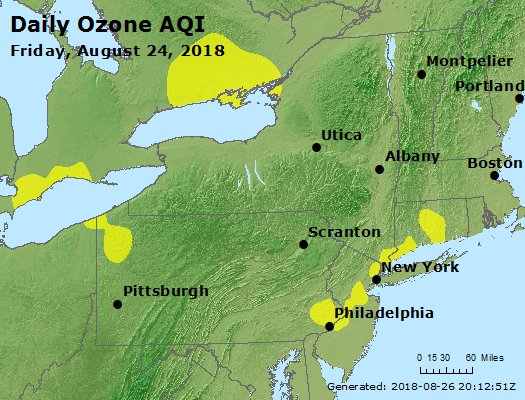 Daily Ozone AQI
Friday, August 24, 2018
Montpelier
Portland
Utica
Albany
Boston
Scranton
New York
Pittsburgh
Philadelphia
0 15 30 60 Miles
Generated: 2018-08-26 20:12:51Z